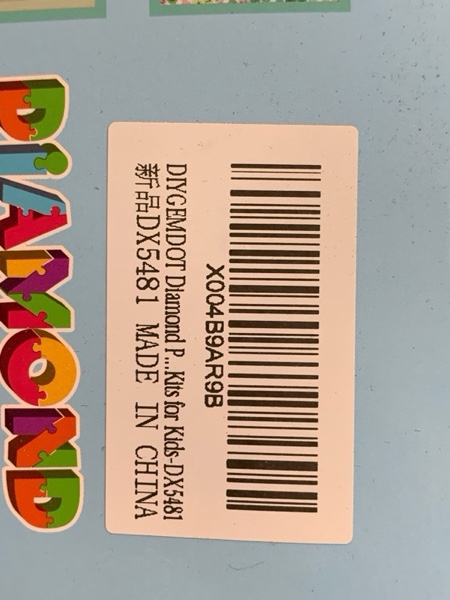 DIAMOND
X004B9AR9B
DIYGEMDOT Diamond P...Kits for Kids-DX5481
新品DX5481 MADE IN CHINA